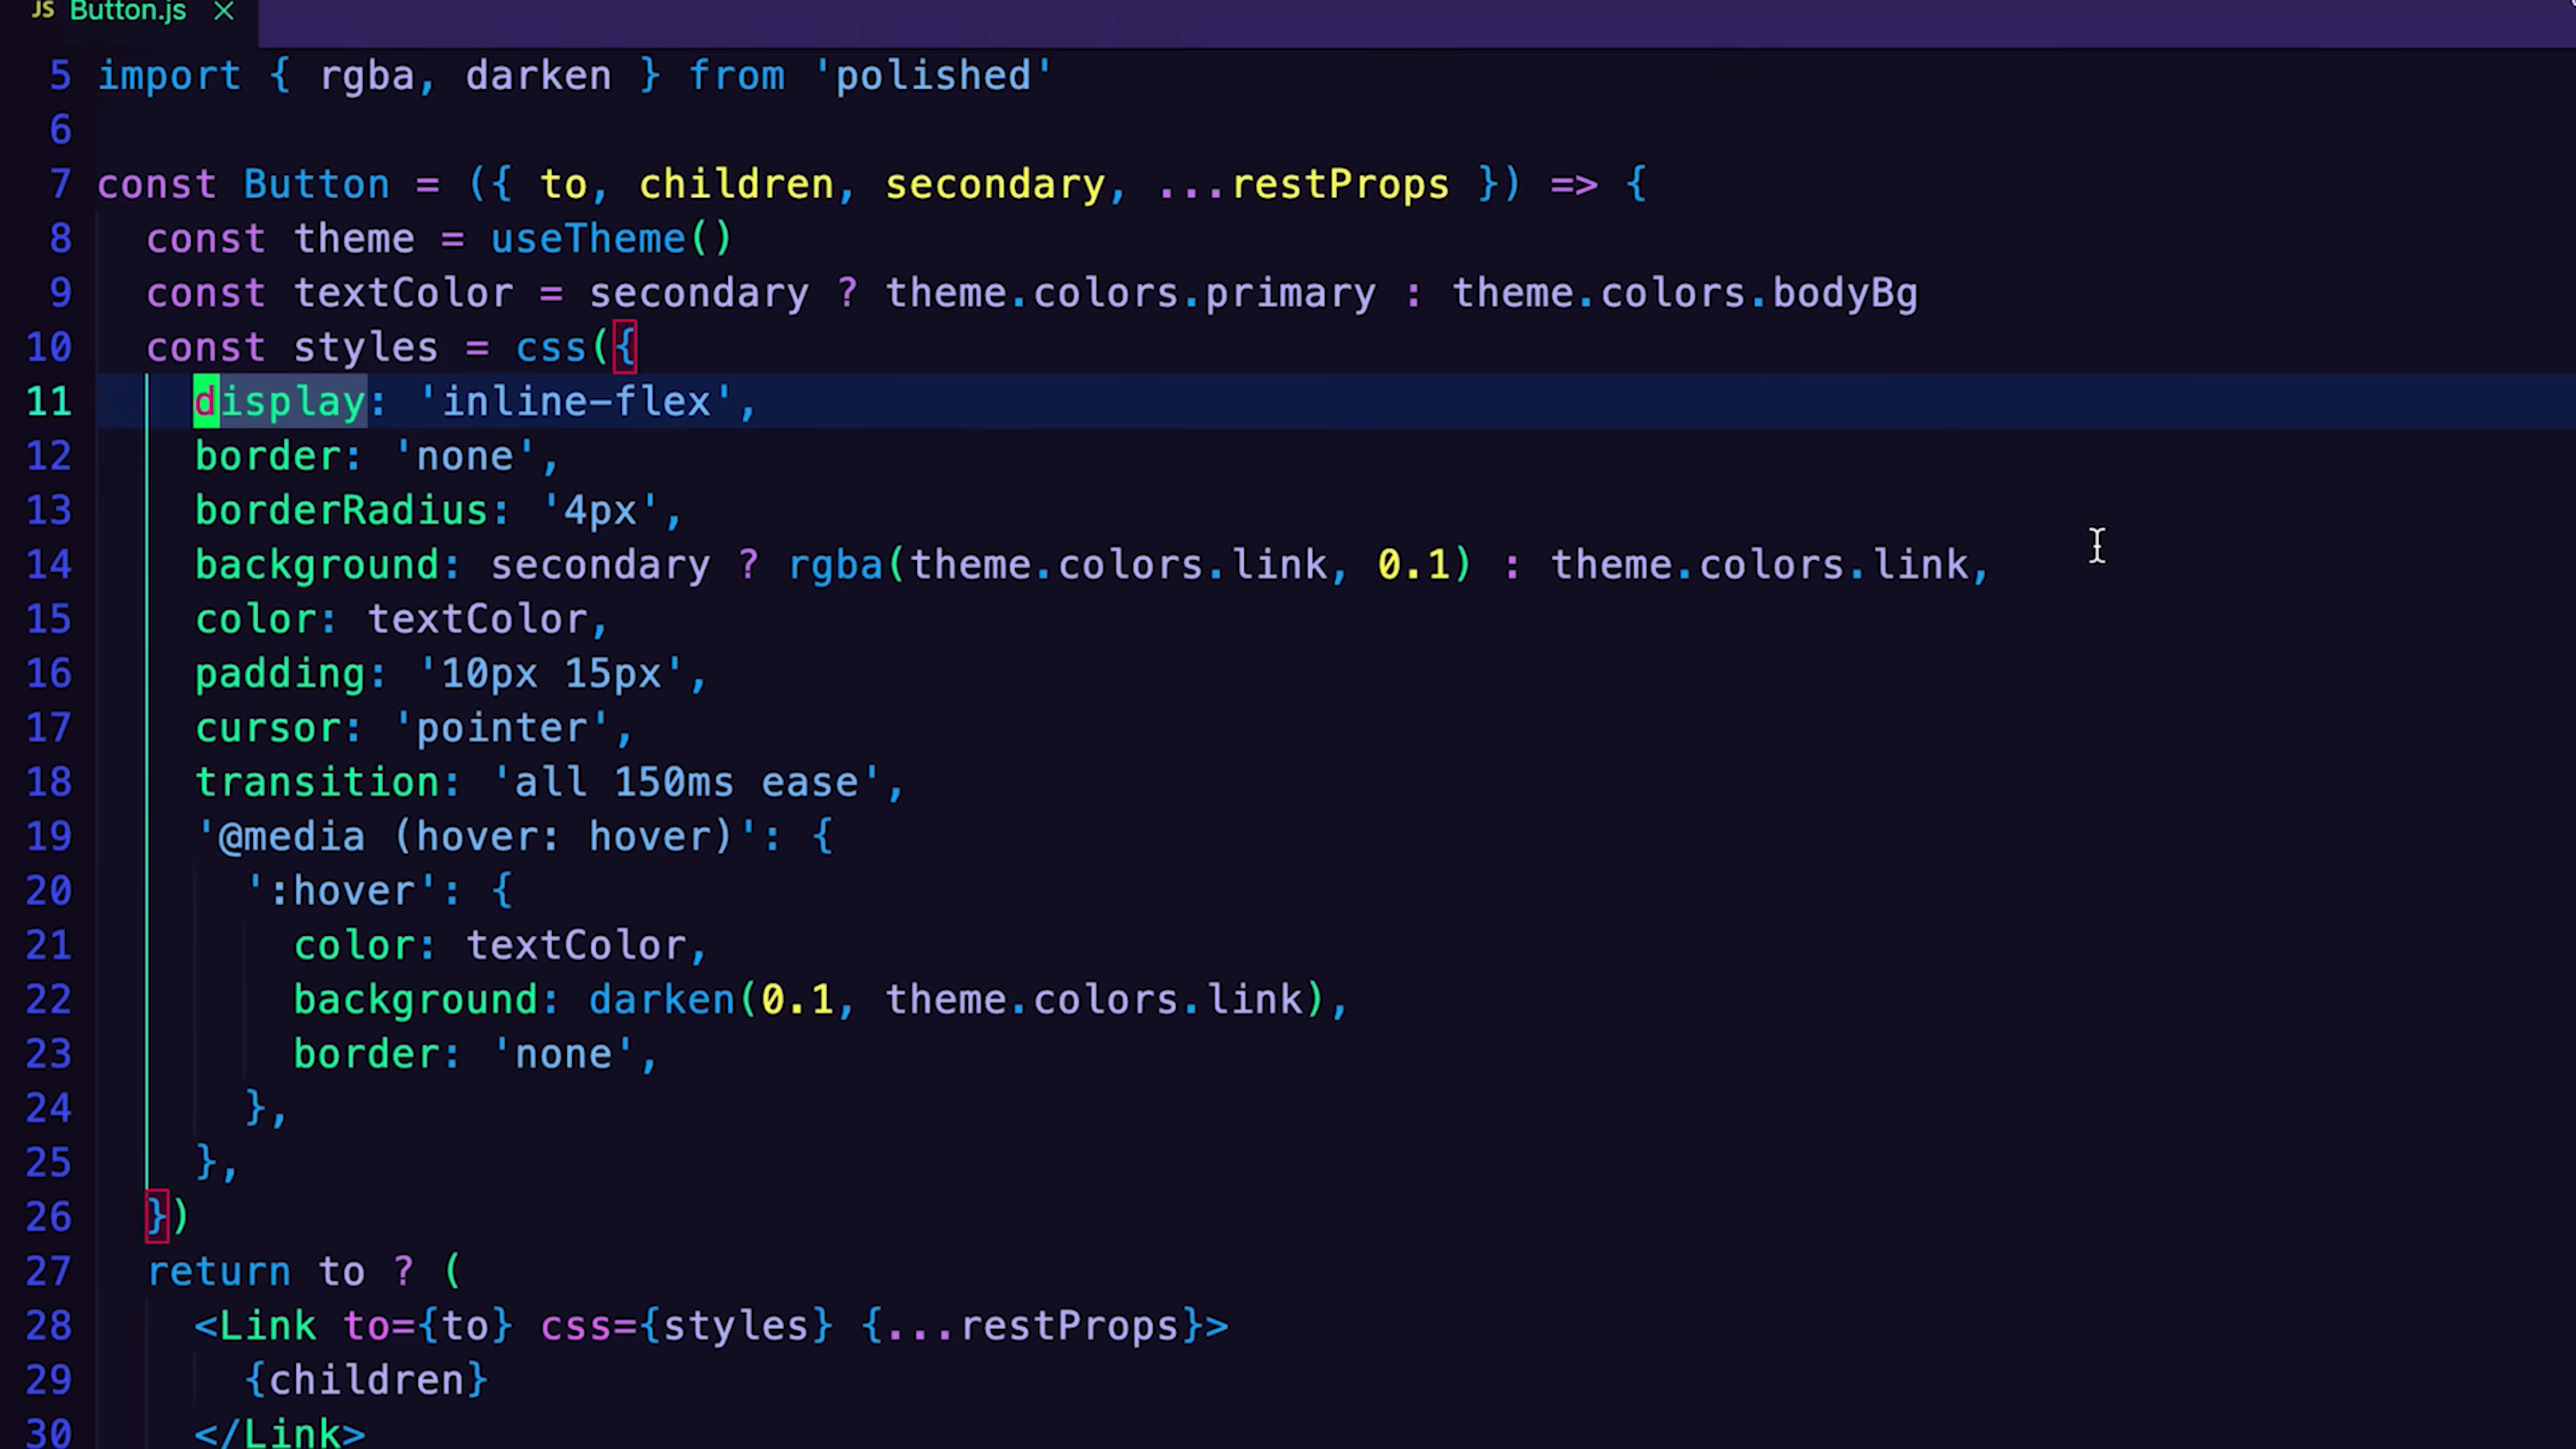 JS Button.js ×
5 import { rgba, darken } from 'polished'
6
7 const Button = ({ to, children, secondary, ...restProps }) => {
8   const theme = useTheme()
9   const textColor = secondary ? theme.colors.primary : theme.colors.bodyBg
10   const styles = css({
11     display: 'inline-flex',
12     border: 'none',
13     borderRadius: '4px',
14     background: secondary ? rgba(theme.colors.link, 0.1) : theme.colors.link,
15     color: textColor,
16     padding: '10px 15px',
17     cursor: 'pointer',
18     transition: 'all 150ms ease',
19     '@media (hover: hover)': {
20       ':hover': {
21         color: textColor,
22         background: darken(0.1, theme.colors.link),
23         border: 'none',
24       },
25     },
26   })
27   return to ? (
28     <Link to={to} css={styles} {...restProps}>
29       {children}
30     </Link>